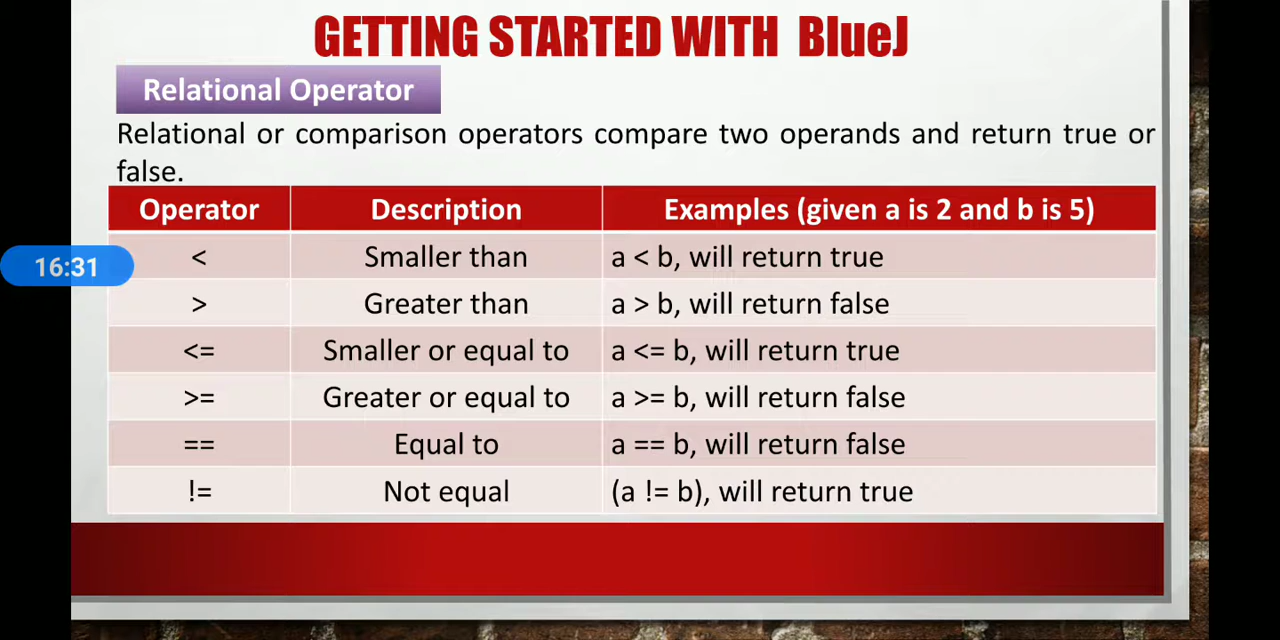 GETTING STARTED WITH BlueJ
Relational Operator
Relational or comparison operators compare two operands and return true or
false.
Operator Description Examples (given a is 2 and b is 5)
< Smaller than a < b, will return true
> Greater than a > b, will return false
<= Smaller or equal to a <= b, will return true
>= Greater or equal to a >= b, will return false
== Equal to a == b, will return false
!= Not equal (a != b), will return true
16:31